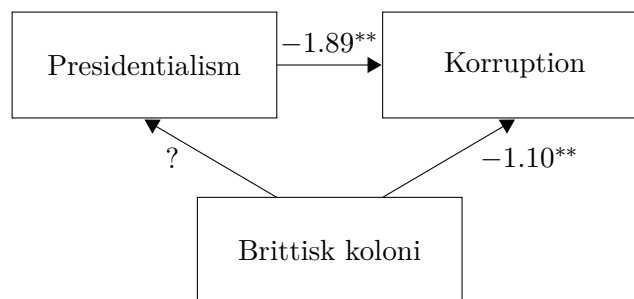 −1.89**
Presidentialism
Korruption
?
−1.10**
Brittisk koloni